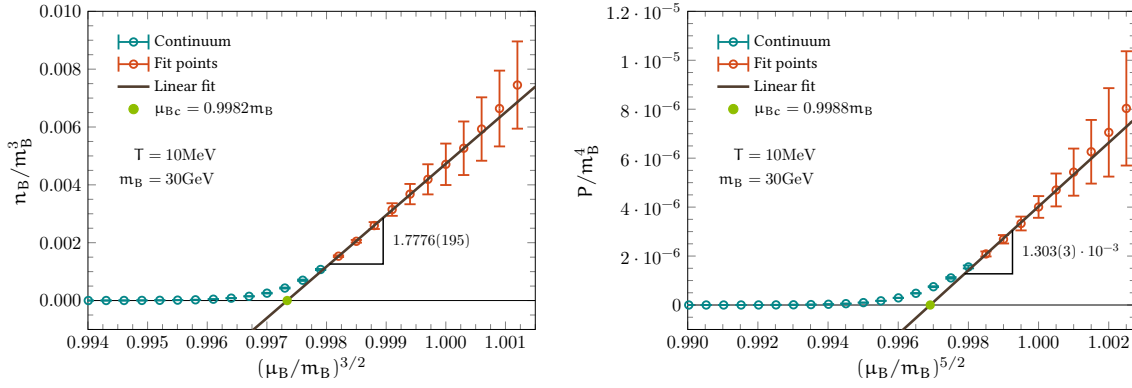 0.010
0.008
0.006
0.004
0.002
0.000
n_B/m_B^3
Continuum
Fit points
Linear fit
μ_Bc = 0.9982m_B
T = 10MeV
m_B = 30GeV
1.7776(195)
0.994 0.995 0.996 0.997 0.998 0.999 1.000 1.001
(μ_B/m_B)^{3/2}
1.2 · 10^{-5}
1 · 10^{-5}
8 · 10^{-6}
6 · 10^{-6}
4 · 10^{-6}
2 · 10^{-6}
0
P/m_B^4
Continuum
Fit points
Linear fit
μ_Bc = 0.9988m_B
T = 10MeV
m_B = 30GeV
1.303(3) · 10^{-3}
0.990 0.992 0.994 0.996 0.998 1.000 1.002
(μ_B/m_B)^{5/2}